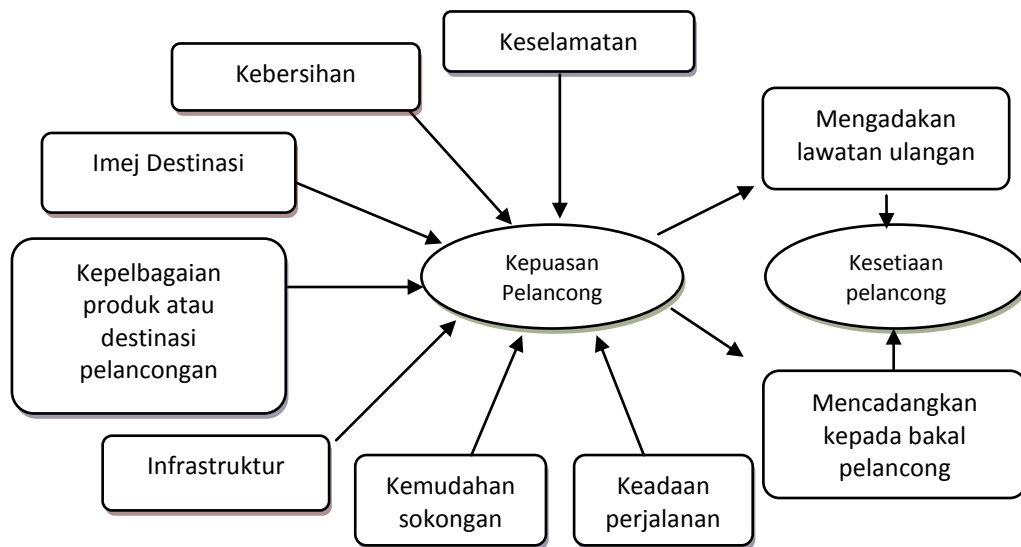 Keselamatan
Kebersihan
Imej Destinasi
Kepelbagaian
produk atau
destinasi
pelancongan
Infrastruktur
Kemudahan
sokongan
Keadaan
perjalanan
Kepuasan
Pelancong
Mengadakan
lawatan ulangan
Kesetiaan
pelancong
Mencadangkan
kepada bakal
pelancong